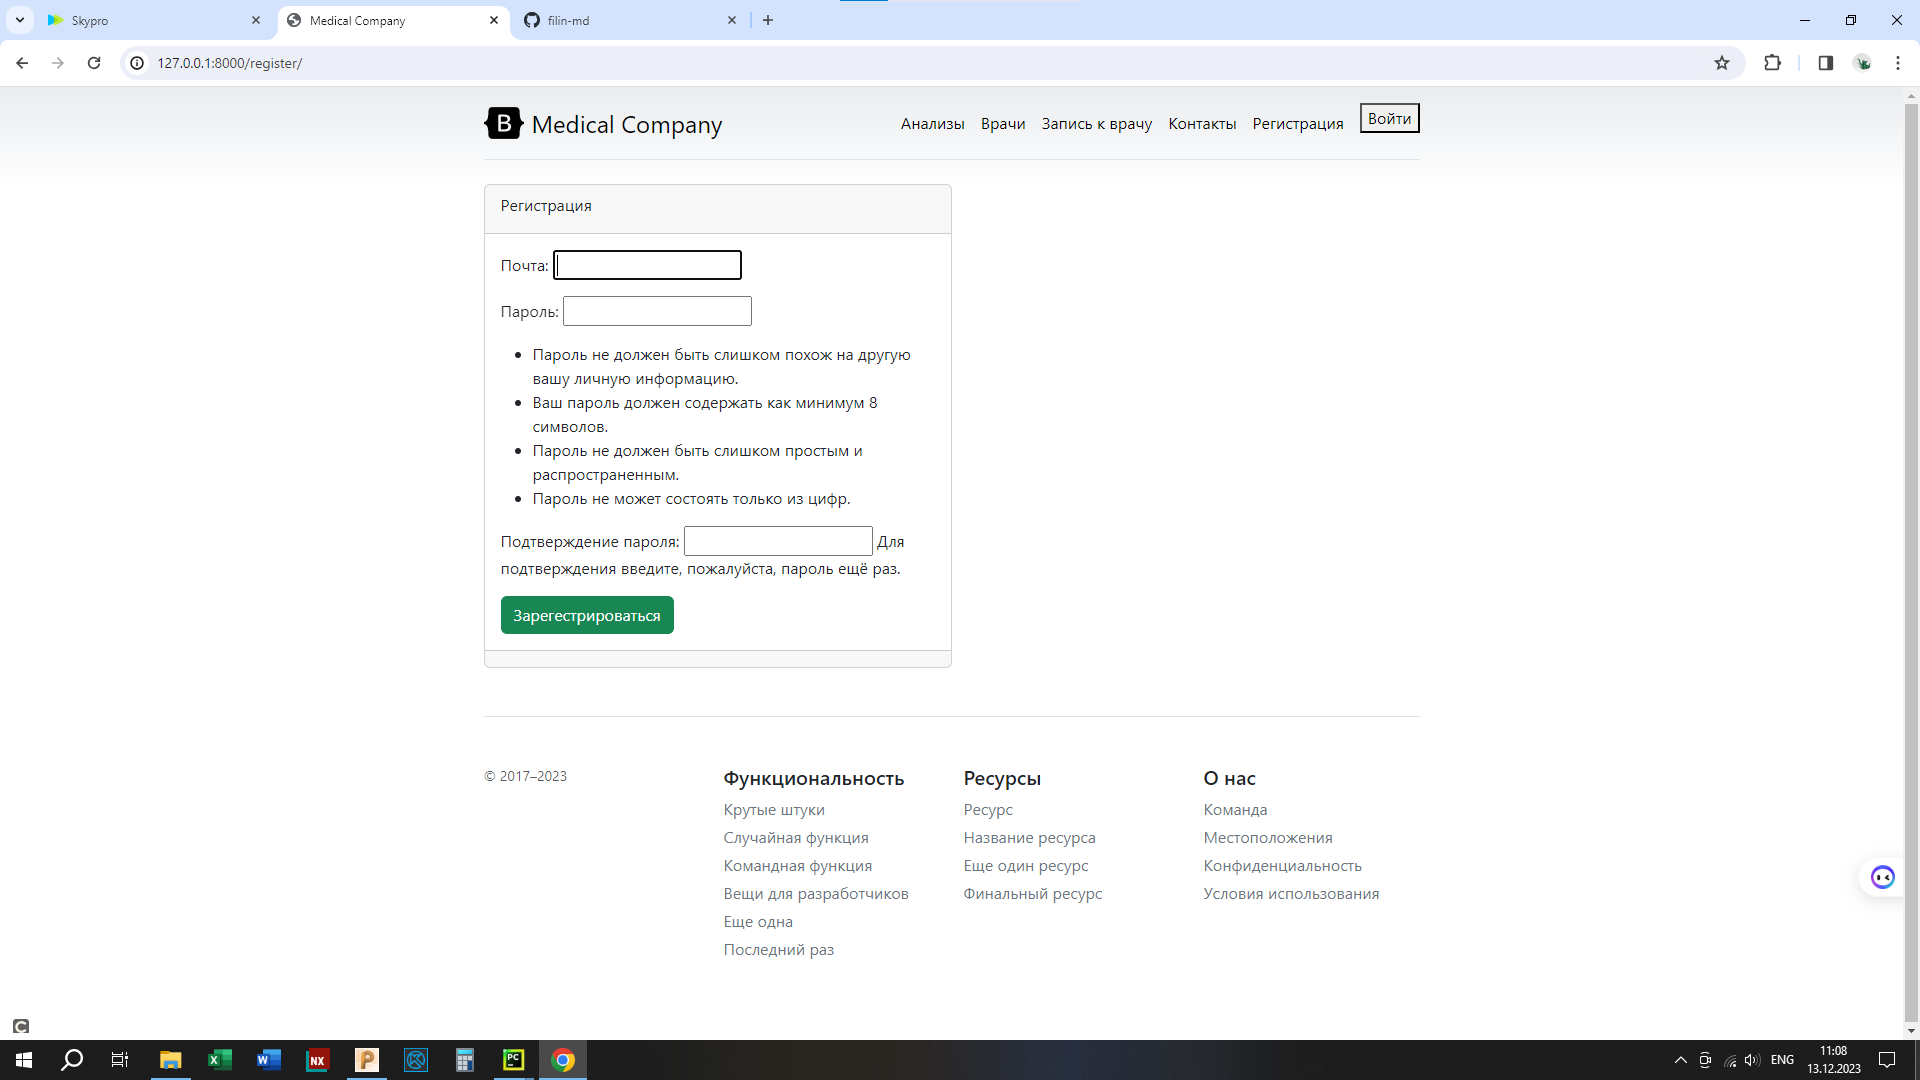 Skypro
Medical Company
filin-md
127.0.0.1:8000/register/
B Medical Company
Анализы Врачи Запись к врачу Контакты Регистрация Войти
Регистрация
Почта:
Пароль:
Пароль не должен быть слишком похож на другую
вашу личную информацию.
Ваш пароль должен содержать как минимум 8
символов.
Пароль не должен быть слишком простым и
распространенным.
Пароль не может состоять только из цифр.
Подтверждение пароля: Для
подтверждения введите, пожалуйста, пароль ещё раз.
Зарегестрироваться
© 2017–2023
Функциональность
Крутые штуки
Случайная функция
Командная функция
Вещи для разработчиков
Еще одна
Последний раз
Ресурсы
Ресурс
Название ресурса
Еще один ресурс
Финальный ресурс
О нас
Команда
Местоположения
Конфиденциальность
Условия использования
C
X
W
NX
P
PC
ENG
11:08
13.12.2023